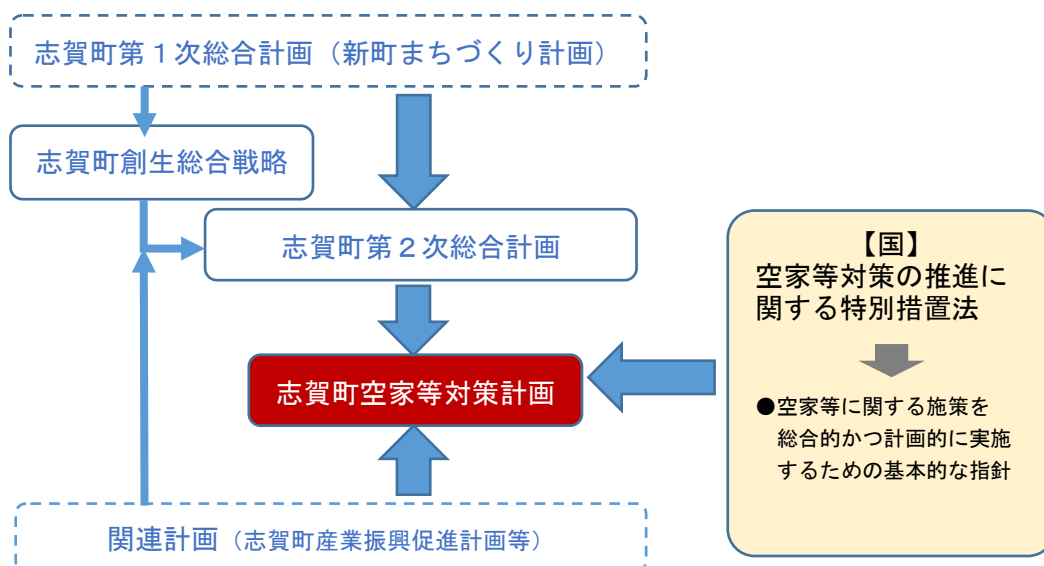 志賀町第１次総合計画（新町まちづくり計画）
志賀町創生総合戦略
志賀町第２次総合計画
志賀町空家等対策計画
関連計画（志賀町産業振興促進計画等）
【国】
空家等対策の推進に
関する特別措置法
●空家等に関する施策を
総合的かつ計画的に実施
するための基本的な指針